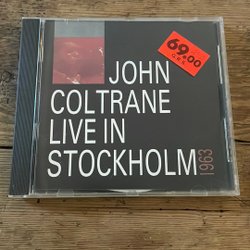 69.00
JOHN
COLTRANE
LIVE IN
STOCKHOLM
1963